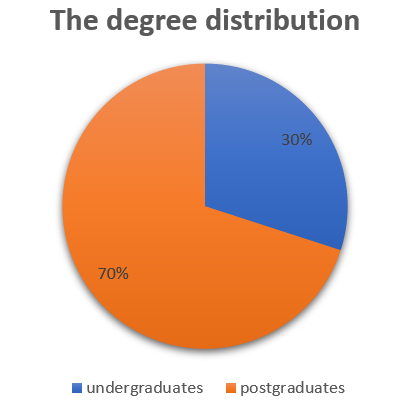 The degree distribution
30%
70%
undergraduates postgraduates